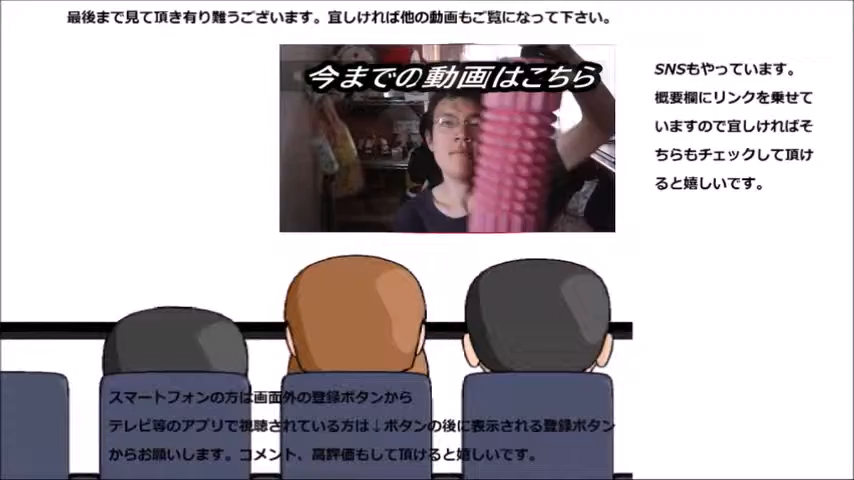 最後まで見て頂き有り難うございます。宜しければ他の動画もご覧になって下さい。
今までの動画はこちら
SNSもやっています。
概要欄にリンクを乗せて
いますので宜しければそ
ちらもチェックして頂け
ると嬉しいです。
スマートフォンの方は画面外の登録ボタンから
テレビ等のアプリで視聴されている方は↓ボタンの後に表示される登録ボタン
からお願いします。コメント、高評価もして頂けると嬉しいです。